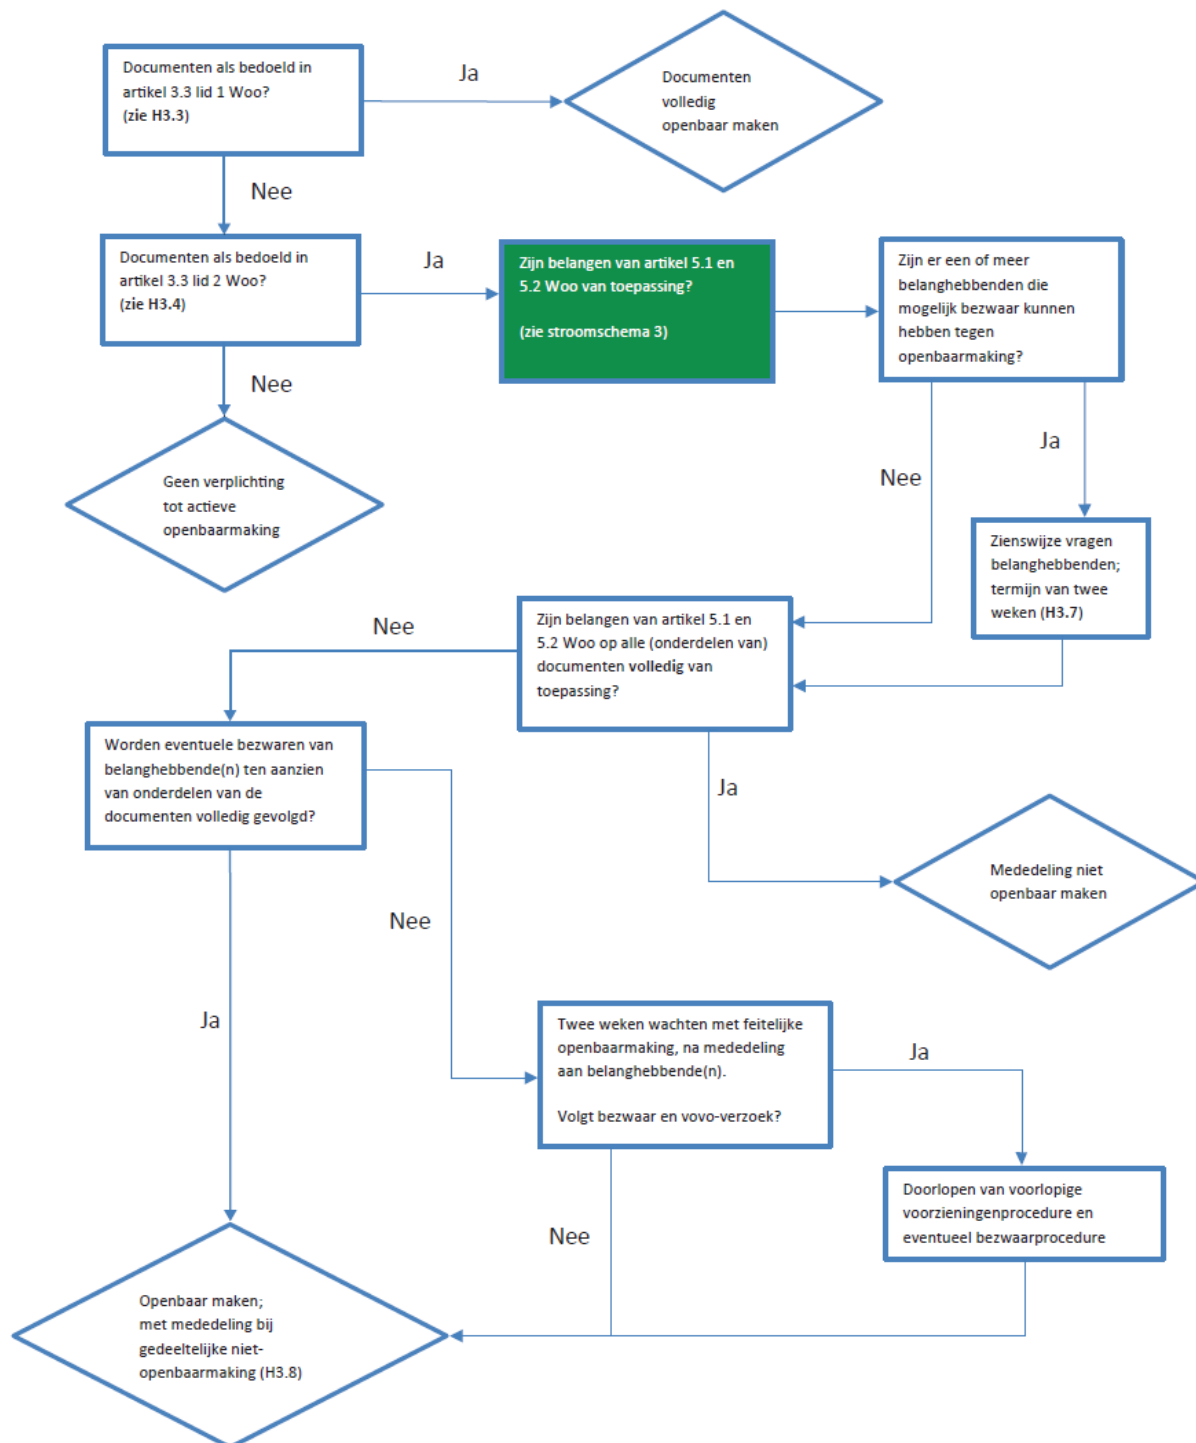 Documenten als bedoeld in
artikel 3.3 lid 1 Woo?
(zie H3.3)
Ja
Documenten
volledig
openbaar maken
Nee
Documenten als bedoeld in
artikel 3.3 lid 2 Woo?
(zie H3.4)
Ja
Zijn belangen van artikel 5.1 en
5.2 Woo van toepassing?
(zie stroomschema 3)
Zijn er een of meer
belanghebbenden die
mogelijk bezwaar kunnen
hebben tegen
openbaarmaking?
Nee
Geen verplichting
tot actieve
openbaarmaking
Nee
Ja
Zienswijze vragen
belanghebbenden;
termijn van twee
weken (H3.7)
Zijn belangen van artikel 5.1 en
5.2 Woo op alle (onderdelen van)
documenten volledig van
toepassing?
Nee
Ja
Mededeling niet
openbaar maken
Worden eventuele bezwaren van
belanghebbende(n) ten aanzien
van onderdelen van de
documenten volledig gevolgd?
Nee
Ja
Twee weken wachten met feitelijke
openbaarmaking, na mededeling
aan belanghebbende(n).
Volgt bezwaar en vovo-verzoek?
Ja
Doorlopen van voorlopige
voorzieningenprocedure en
eventueel bezwaarprocedure
Nee
Openbaar maken;
met mededeling bij
gedeeltelijke niet-
openbaarmaking (H3.8)